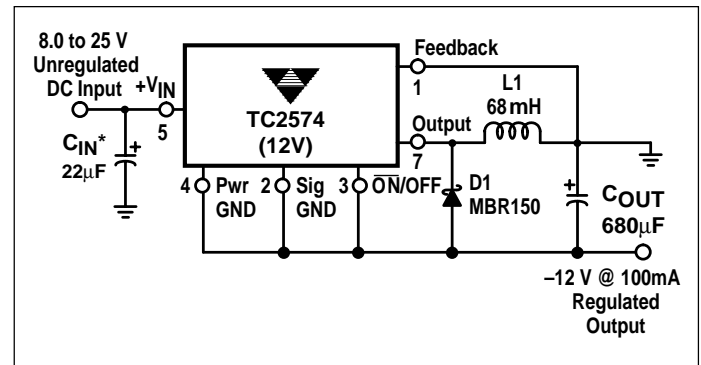 8.0 to 25 V
Unregulated
DC Input
+VIN
5
CIN*
22µF
TC2574
(12V)
Feedback
1
Output
7
L1
68 mH
4 Pwr
GND
2 Sig
GND
3 ON/OFF
D1
MBR150
COUT
680µF
–12 V @ 100mA
Regulated
Output